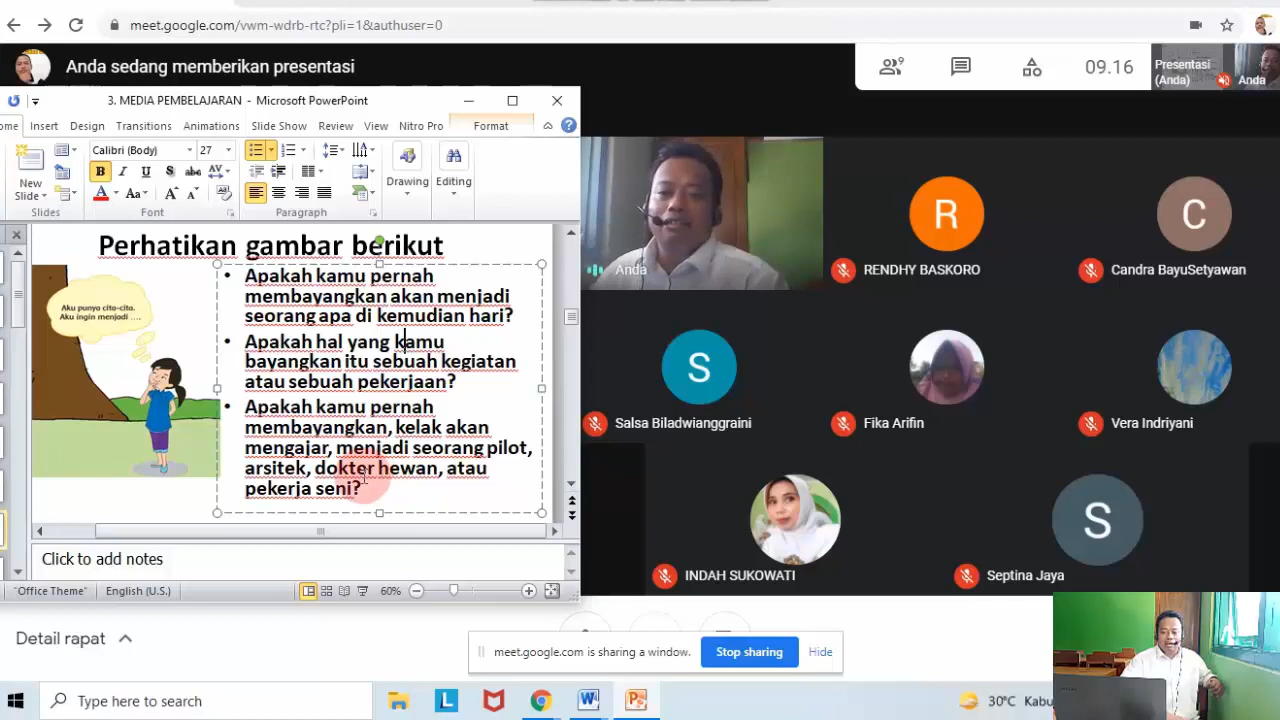 meet.google.com/vwm-wdrb-rtc?pli=1&authuser=0
Anda sedang memberikan presentasi
9
09.16
Presentasi
(Anda)
Anda
3. MEDIA PEMBELAJARAN - Microsoft PowerPoint
ome Insert Design Transitions Animations Slide Show Review View Nitro Pro Format
New
Slide
Slides
Calibri (Body) 27
B I U S abc AV
A Aa A A
Font
Paragraph
Drawing
Editing
Perhatikan gambar berikut
Aku punya cita-cita.
Aku ingin menjadi ....
• Apakah kamu pernah
membayangkan akan menjadi
seorang apa di kemudian hari?
• Apakah hal yang kamu
bayangkan itu sebuah kegiatan
atau sebuah pekerjaan?
• Apakah kamu pernah
membayangkan, kelak akan
mengajar, menjadi seorang pilot,
arsitek, dokter hewan, atau
pekerja seni?
Click to add notes
"Office Theme" English (U.S.) 60%
Anda
R
RENDHY BASKORO
C
Candra BayuSetyawan
S
Salsa Biladwianggraini
Fika Arifin
Vera Indriyani
INDAH SUKOWATI
S
Septina Jaya
Detail rapat
meet.google.com is sharing a window.
Stop sharing
Hide
Type here to search
L
W
P
30°C Kabu